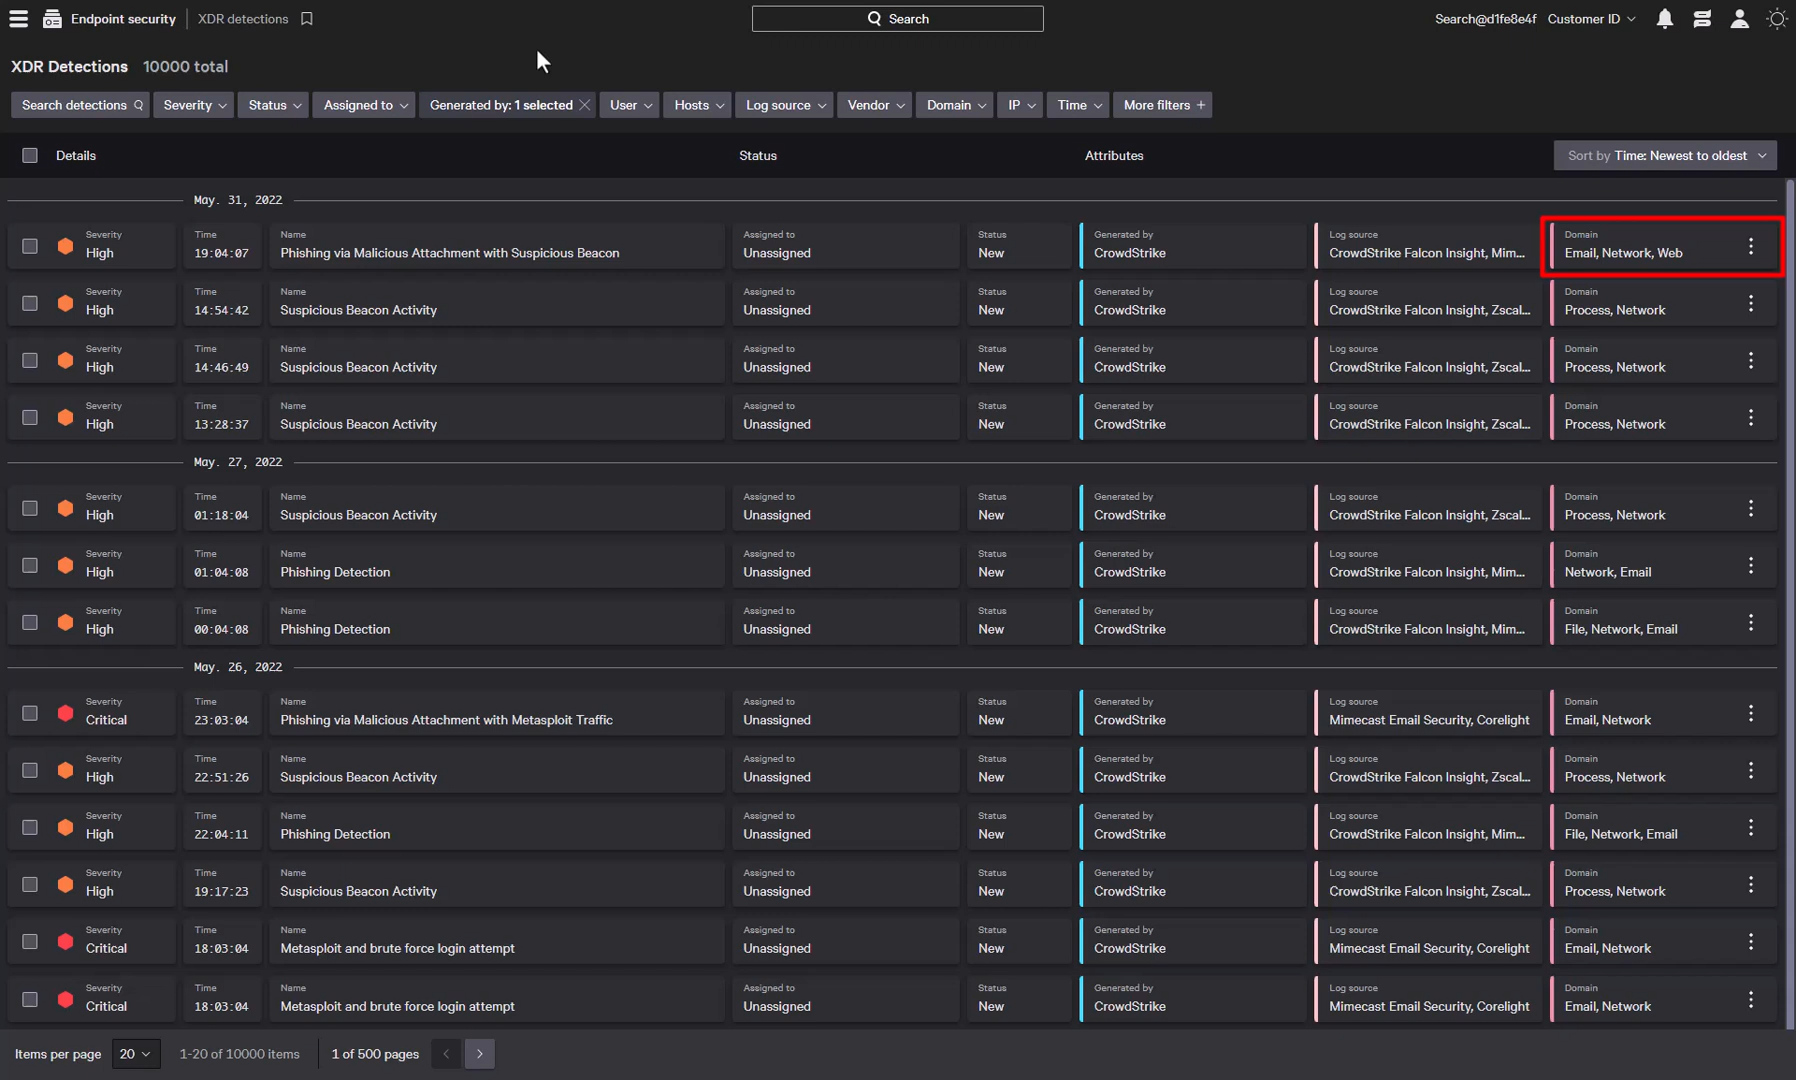 Endpoint security XDR detections Search Search@d1fe8e4f Customer ID
XDR Detections 10000 total
Search detections Severity Status Assigned to Generated by: 1 selected User Hosts Log source Vendor Domain IP Time More filters +
Details Status Attributes Sort by Time: Newest to oldest
May. 31, 2022
Severity Time Name Assigned to Status Generated by Log source Domain
High 19:04:07 Phishing via Malicious Attachment with Suspicious Beacon Unassigned New CrowdStrike CrowdStrike Falcon Insight, Mim... Email, Network, Web
Severity Time Name Assigned to Status Generated by Log source Domain
High 14:54:42 Suspicious Beacon Activity Unassigned New CrowdStrike CrowdStrike Falcon Insight, Zscal... Process, Network
Severity Time Name Assigned to Status Generated by Log source Domain
High 14:46:49 Suspicious Beacon Activity Unassigned New CrowdStrike CrowdStrike Falcon Insight, Zscal... Process, Network
Severity Time Name Assigned to Status Generated by Log source Domain
High 13:28:37 Suspicious Beacon Activity Unassigned New CrowdStrike CrowdStrike Falcon Insight, Zscal... Process, Network
May. 27, 2022
Severity Time Name Assigned to Status Generated by Log source Domain
High 01:18:04 Suspicious Beacon Activity Unassigned New CrowdStrike CrowdStrike Falcon Insight, Zscal... Process, Network
Severity Time Name Assigned to Status Generated by Log source Domain
High 01:04:08 Phishing Detection Unassigned New CrowdStrike CrowdStrike Falcon Insight, Mim... Network, Email
Severity Time Name Assigned to Status Generated by Log source Domain
High 00:04:08 Phishing Detection Unassigned New CrowdStrike CrowdStrike Falcon Insight, Mim... File, Network, Email
May. 26, 2022
Severity Time Name Assigned to Status Generated by Log source Domain
Critical 23:03:04 Phishing via Malicious Attachment with Metasploit Traffic Unassigned New CrowdStrike Mimecast Email Security, Corelight Email, Network
Severity Time Name Assigned to Status Generated by Log source Domain
High 22:51:26 Suspicious Beacon Activity Unassigned New CrowdStrike CrowdStrike Falcon Insight, Zscal... Process, Network
Severity Time Name Assigned to Status Generated by Log source Domain
High 22:04:11 Phishing Detection Unassigned New CrowdStrike CrowdStrike Falcon Insight, Mim... File, Network, Email
Severity Time Name Assigned to Status Generated by Log source Domain
High 19:17:23 Suspicious Beacon Activity Unassigned New CrowdStrike CrowdStrike Falcon Insight, Zscal... Process, Network
Severity Time Name Assigned to Status Generated by Log source Domain
Critical 18:03:04 Metasploit and brute force login attempt Unassigned New CrowdStrike Mimecast Email Security, Corelight Email, Network
Severity Time Name Assigned to Status Generated by Log source Domain
Critical 18:03:04 Metasploit and brute force login attempt Unassigned New CrowdStrike Mimecast Email Security, Corelight Email, Network
Items per page 20 1-20 of 10000 items 1 of 500 pages